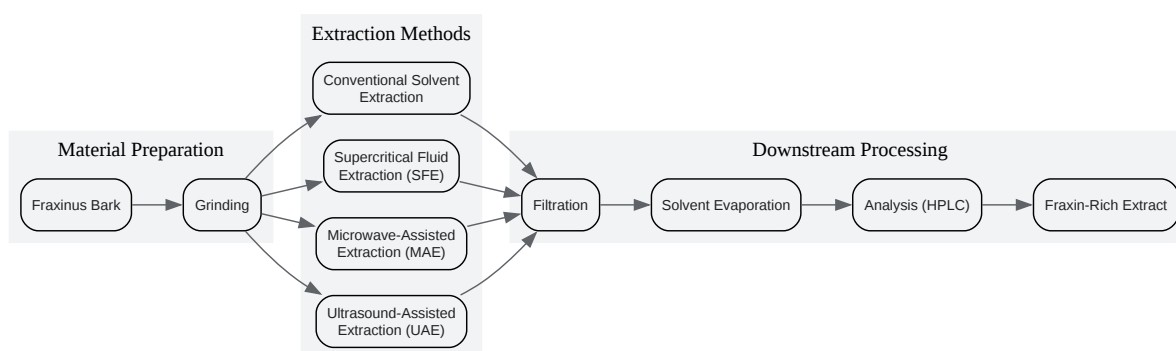 Material Preparation
Fraxinus Bark
Grinding
Extraction Methods
Conventional Solvent
Extraction
Supercritical Fluid
Extraction (SFE)
Microwave-Assisted
Extraction (MAE)
Ultrasound-Assisted
Extraction (UAE)
Downstream Processing
Filtration
Solvent Evaporation
Analysis (HPLC)
Fraxin-Rich Extract